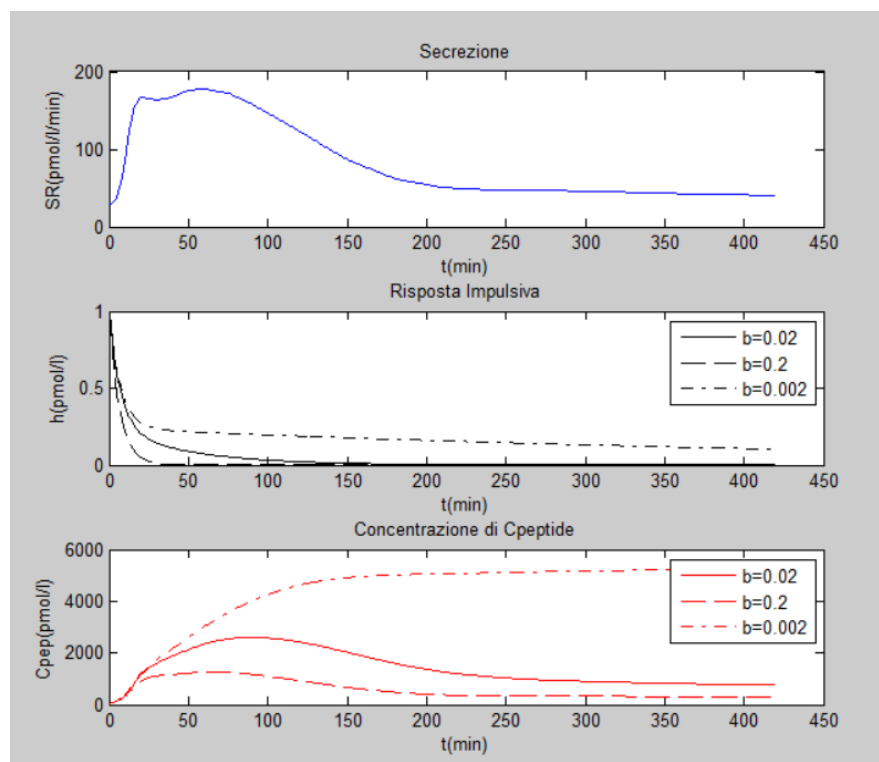 Secrezione
SR(pmol/l/min)
200
100
0
0 50 100 150 200 250 300 350 400 450
t(min)
Risposta Impulsiva
h(pmol/l)
1
0.5
0
b=0.02
b=0.2
b=0.002
0 50 100 150 200 250 300 350 400 450
t(min)
Concentrazione di Cpeptide
Cpep(pmol/l)
6000
4000
2000
0
b=0.02
b=0.2
b=0.002
0 50 100 150 200 250 300 350 400 450
t(min)